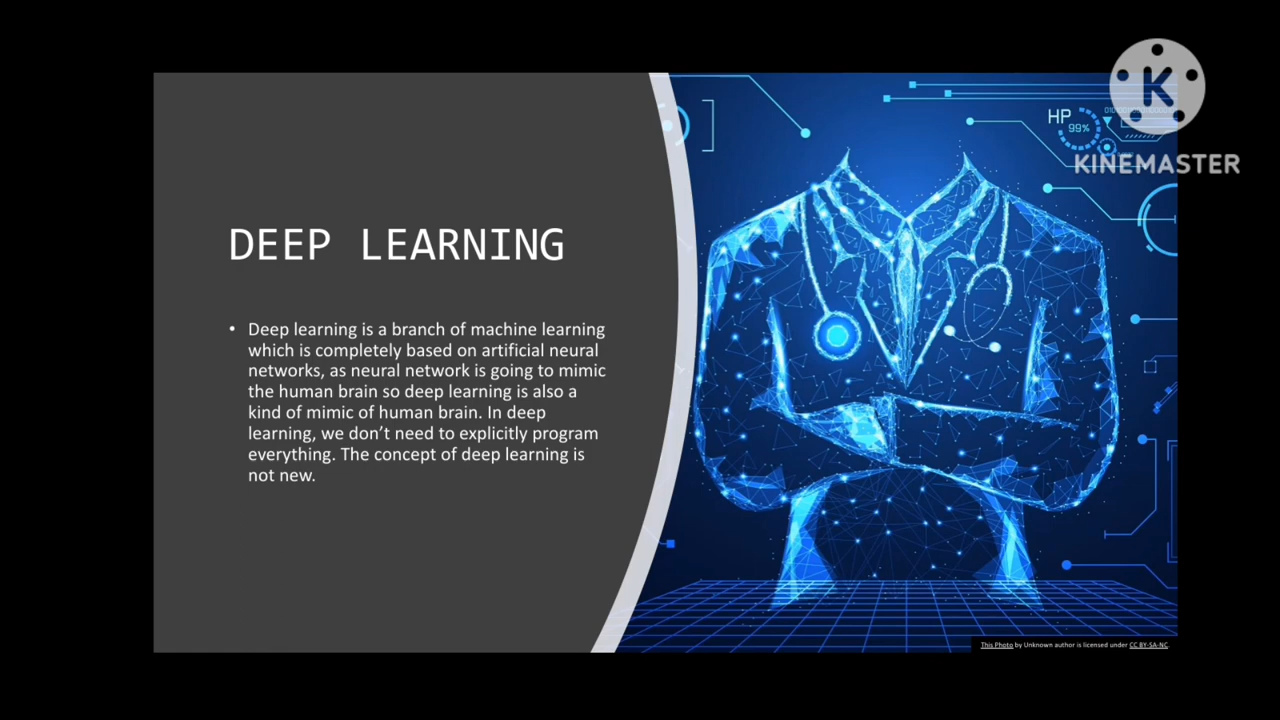 K
KINEMASTER
HP
99%
DEEP LEARNING
• Deep learning is a branch of machine learning
which is completely based on artificial neural
networks, as neural network is going to mimic
the human brain so deep learning is also a
kind of mimic of human brain. In deep
learning, we don’t need to explicitly program
everything. The concept of deep learning is
not new.
This Photo by Unknown author is licensed under CC BY-SA-NC.